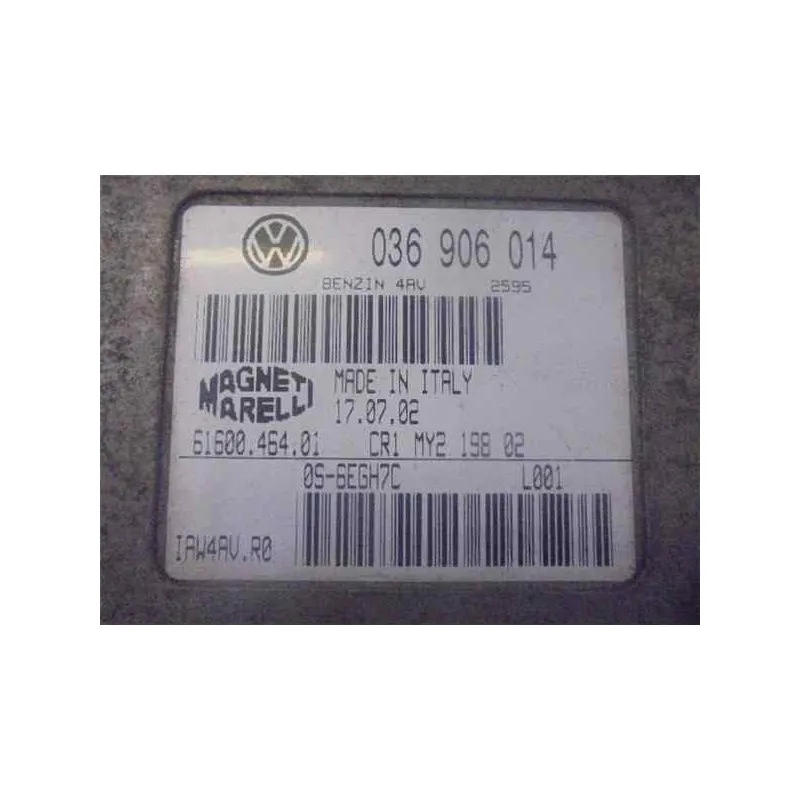 036 906 014
BENZIN 4AV 2595
MAGNETI MARELLI
MADE IN ITALY
17.07.02
61600.464.01 CR1 MY2 198 02
0S-6EGH7C L001
IAW4AV.R0